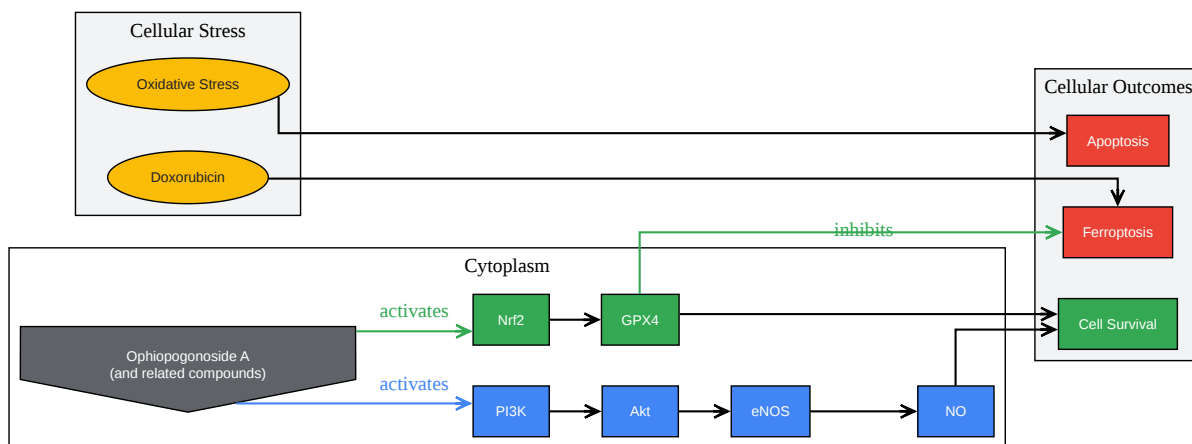 Cellular Stress
Oxidative Stress
Doxorubicin
Cellular Outcomes
Apoptosis
Ferroptosis
Cell Survival
inhibits
Cytoplasm
activates
Nrf2
GPX4
Ophiopogonoside A
(and related compounds)
activates
PI3K
Akt
eNOS
NO